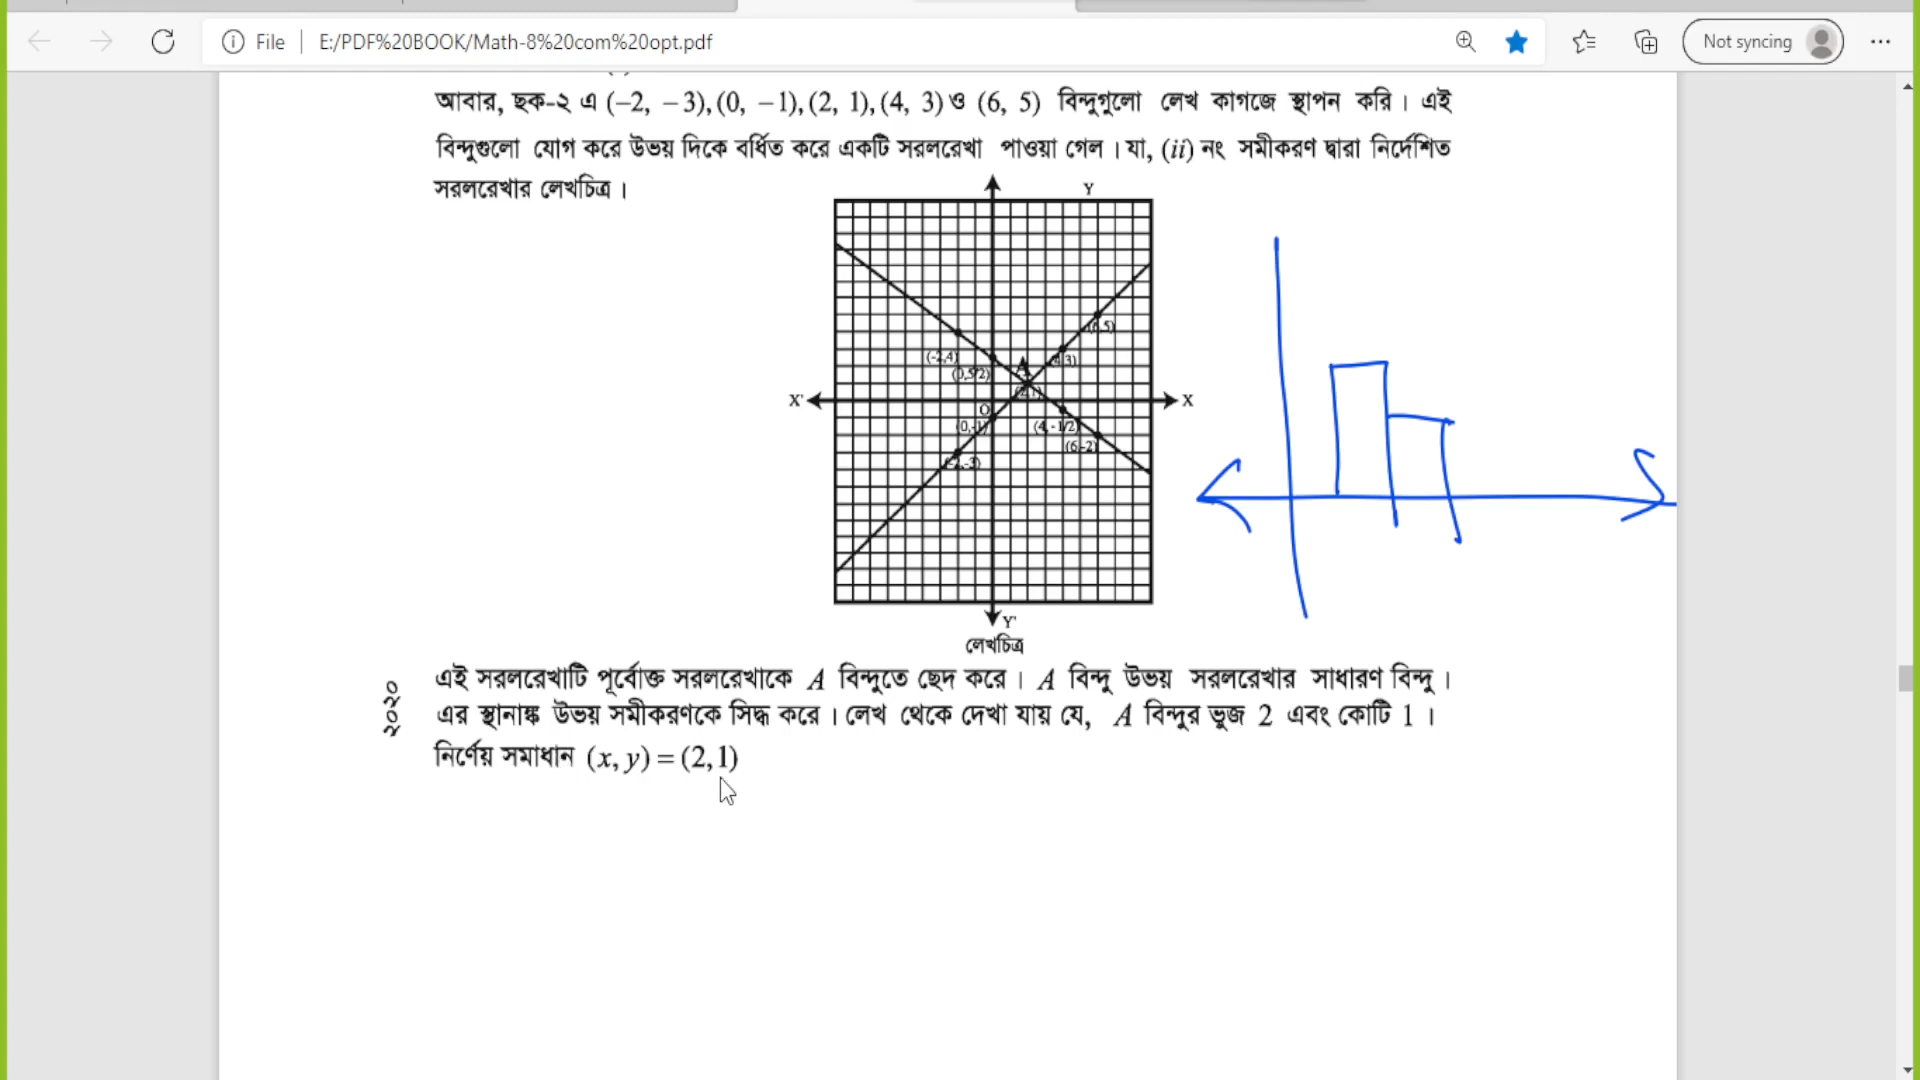 File E:/PDF%20BOOK/Math-8%20com%20opt.pdf Not syncing
আবার, ছক-২ এ (−2, −3), (0, −1), (2, 1), (4, 3) ও (6, 5) বিন্দুগুলো লেখ কাগজে স্থাপন করি। এই
বিন্দুগুলো যোগ করে উভয় দিকে বর্ধিত করে একটি সরলরেখা পাওয়া গেল। যা, (ii) নং সমীকরণ দ্বারা নির্দেশিত
সরলরেখার লেখচিত্র।
Y
(6,5)
(-2,4) A (4,3)
(0,5/2)
(2,1)
X' O X
(0,-1) (4,-1/2)
(6,-2)
(-2,-3)
Y'
লেখচিত্র
এই সরলরেখাটি পূর্বোক্ত সরলরেখাকে A বিন্দুতে ছেদ করে। A বিন্দু উভয় সরলরেখার সাধারণ বিন্দু।
২০২০
এর স্থানাঙ্ক উভয় সমীকরণকে সিদ্ধ করে। লেখ থেকে দেখা যায় যে, A বিন্দুর ভুজ 2 এবং কোটি 1।
নির্ণেয় সমাধান (x, y) = (2,1)